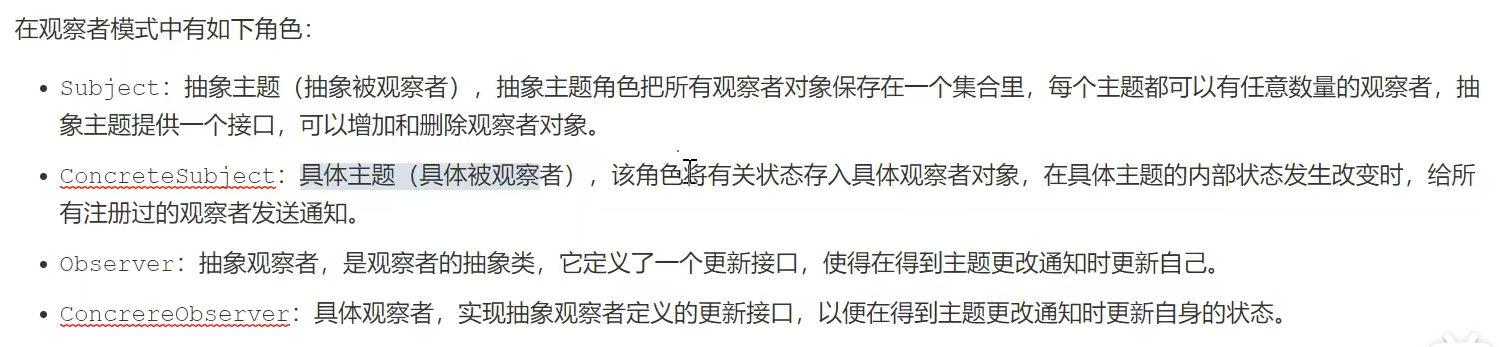 在观察者模式中有如下角色：
• Subject：抽象主题（抽象被观察者），抽象主题角色把所有观察者对象保存在一个集合里，每个主题都可以有任意数量的观察者，抽
象主题提供一个接口，可以增加和删除观察者对象。
• ConcreteSubject：具体主题（具体被观察者），该角色将有关状态存入具体观察者对象，在具体主题的内部状态发生改变时，给所
有注册过的观察者发送通知。
• Observer：抽象观察者，是观察者的抽象类，它定义了一个更新接口，使得在得到主题更改通知时更新自己。
• ConcrereObserver：具体观察者，实现抽象观察者定义的更新接口，以便在得到主题更改通知时更新自身的状态。